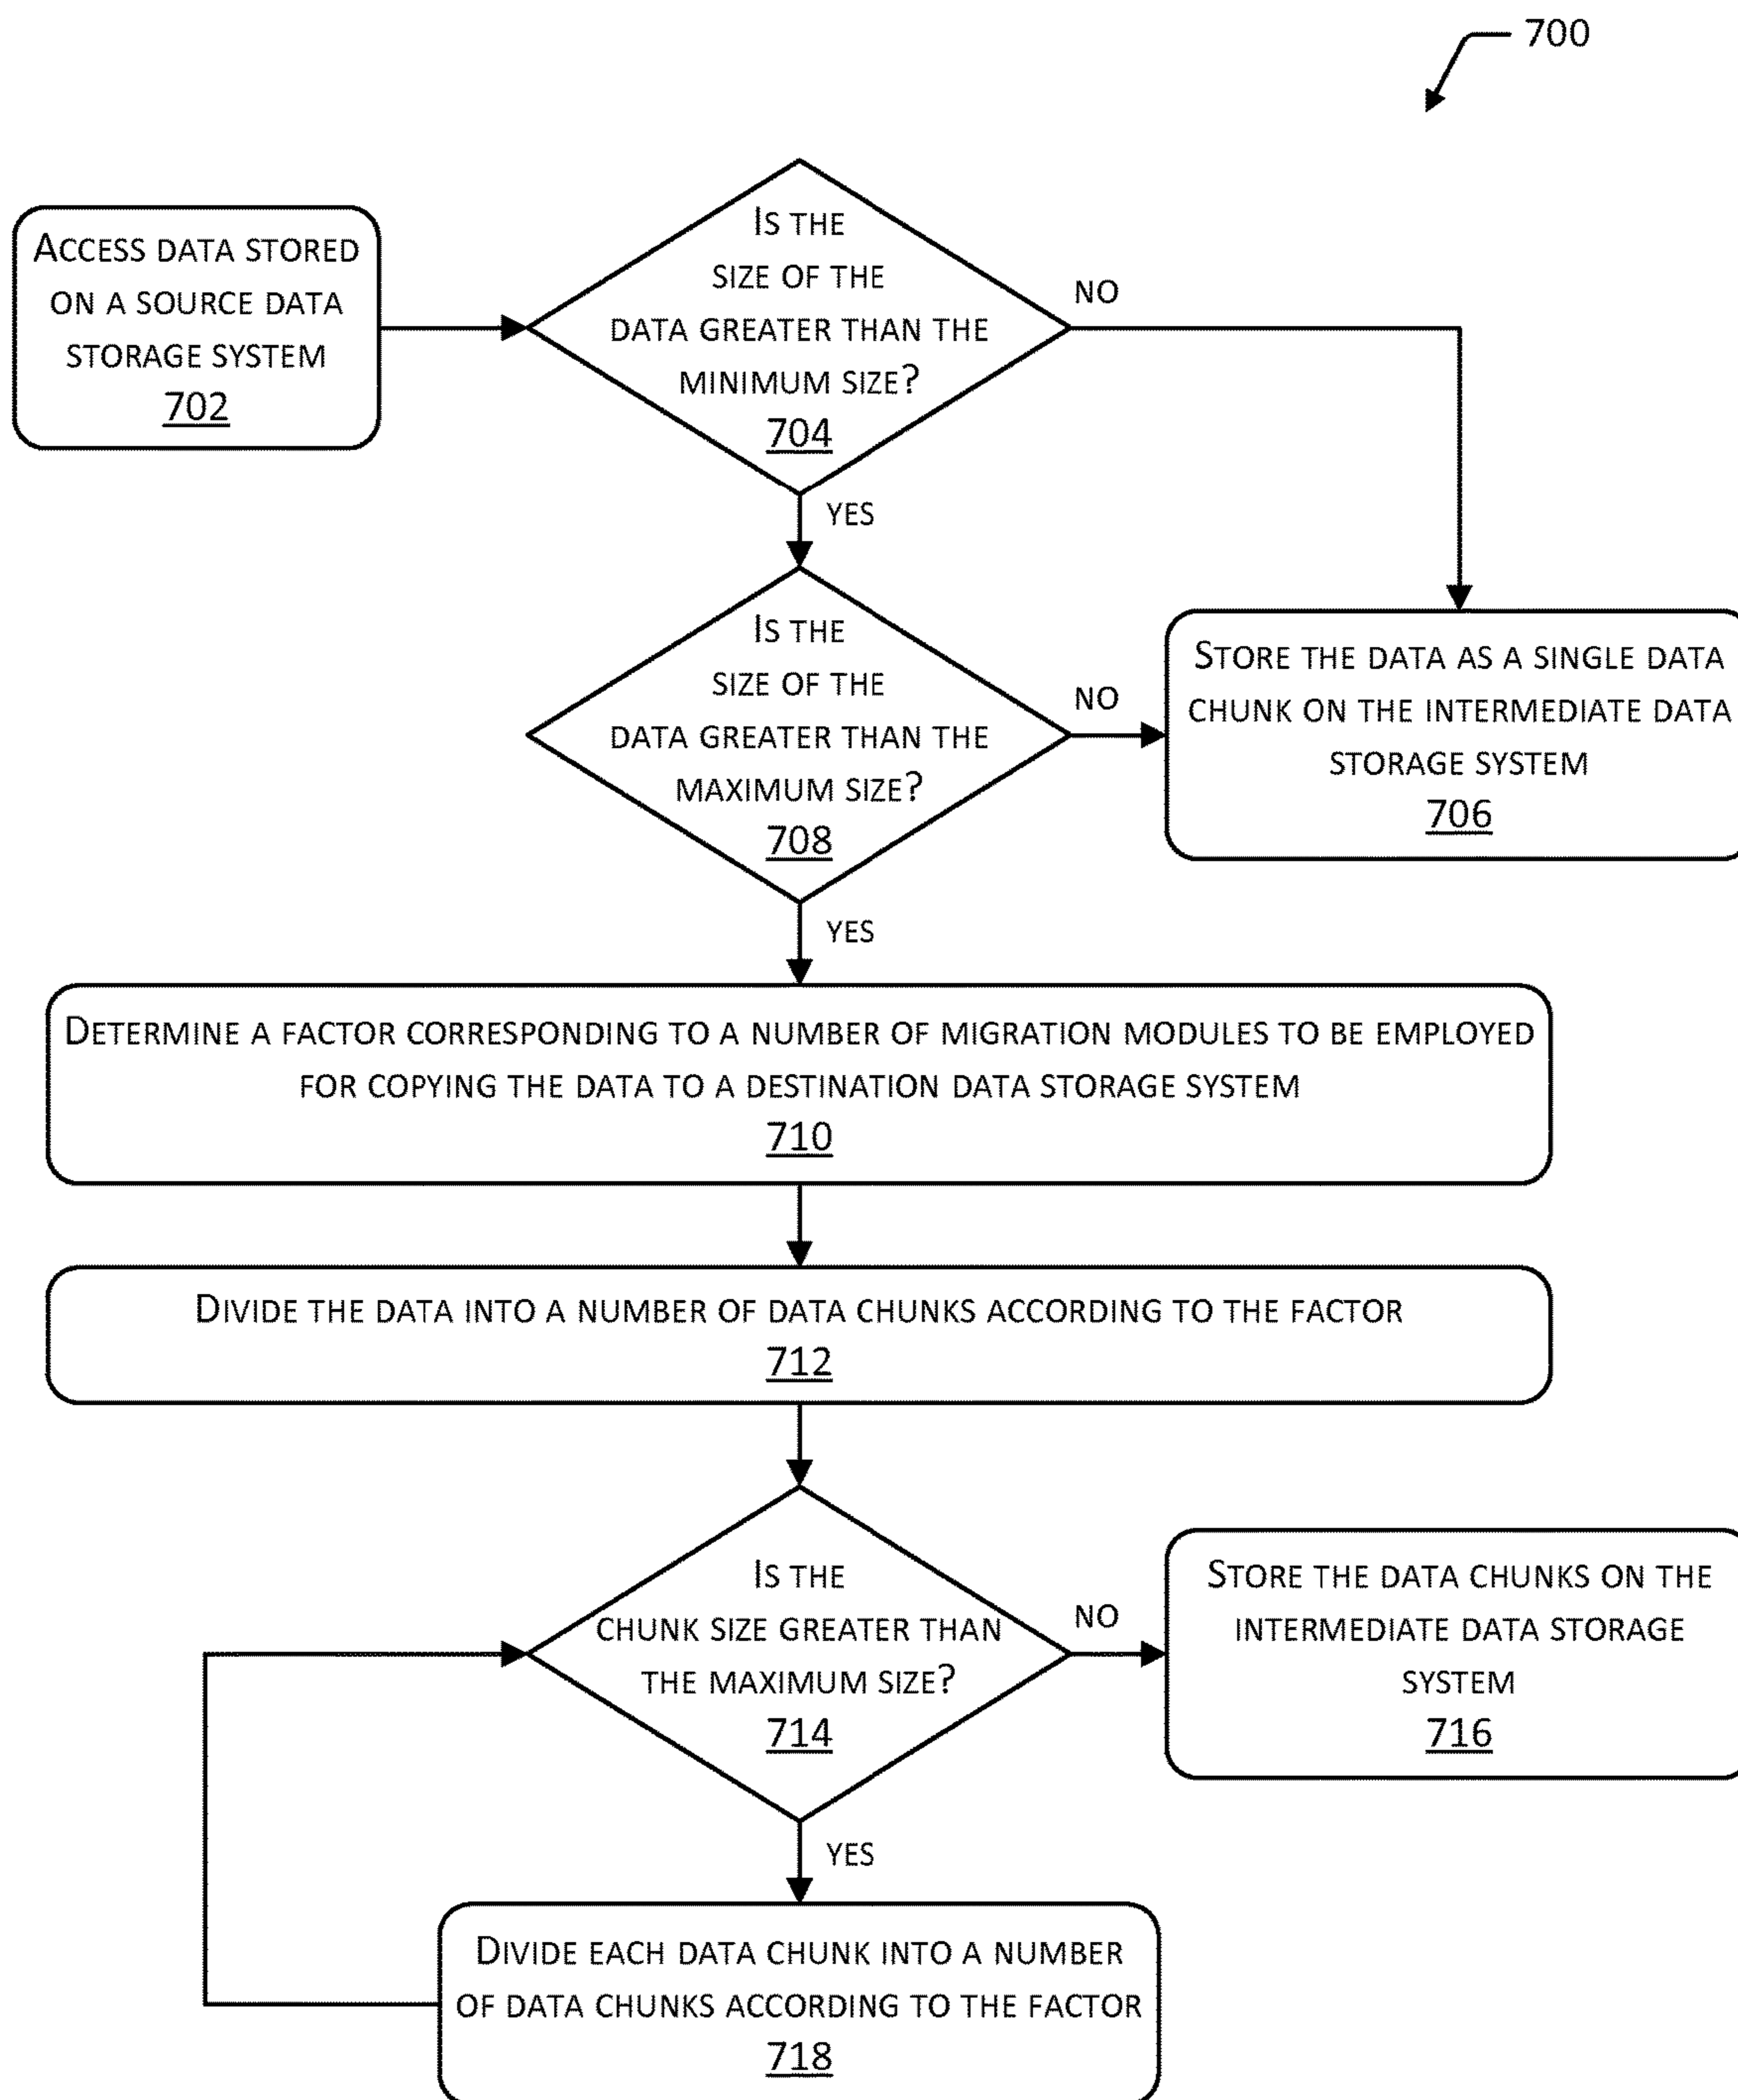 700
ACCESS DATA STORED
ON A SOURCE DATA
STORAGE SYSTEM
702
IS THE
SIZE OF THE
DATA GREATER THAN THE
MINIMUM SIZE?
704
NO
YES
IS THE
SIZE OF THE
DATA GREATER THAN THE
MAXIMUM SIZE?
708
NO
STORE THE DATA AS A SINGLE DATA
CHUNK ON THE INTERMEDIATE DATA
STORAGE SYSTEM
706
YES
DETERMINE A FACTOR CORRESPONDING TO A NUMBER OF MIGRATION MODULES TO BE EMPLOYED
FOR COPYING THE DATA TO A DESTINATION DATA STORAGE SYSTEM
710
DIVIDE THE DATA INTO A NUMBER OF DATA CHUNKS ACCORDING TO THE FACTOR
712
IS THE
CHUNK SIZE GREATER THAN
THE MAXIMUM SIZE?
714
NO
STORE THE DATA CHUNKS ON THE
INTERMEDIATE DATA STORAGE
SYSTEM
716
YES
DIVIDE EACH DATA CHUNK INTO A NUMBER
OF DATA CHUNKS ACCORDING TO THE FACTOR
718